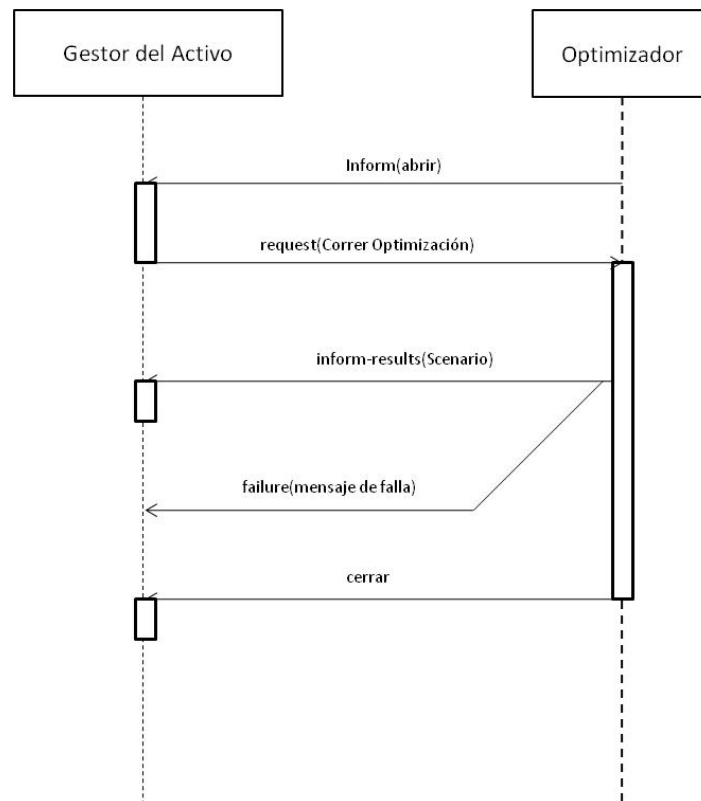 Gestor del Activo
Optimizador
Inform(abrir)
request(Correr Optimización)
inform-results(Scenario)
failure(mensaje de falla)
cerrar